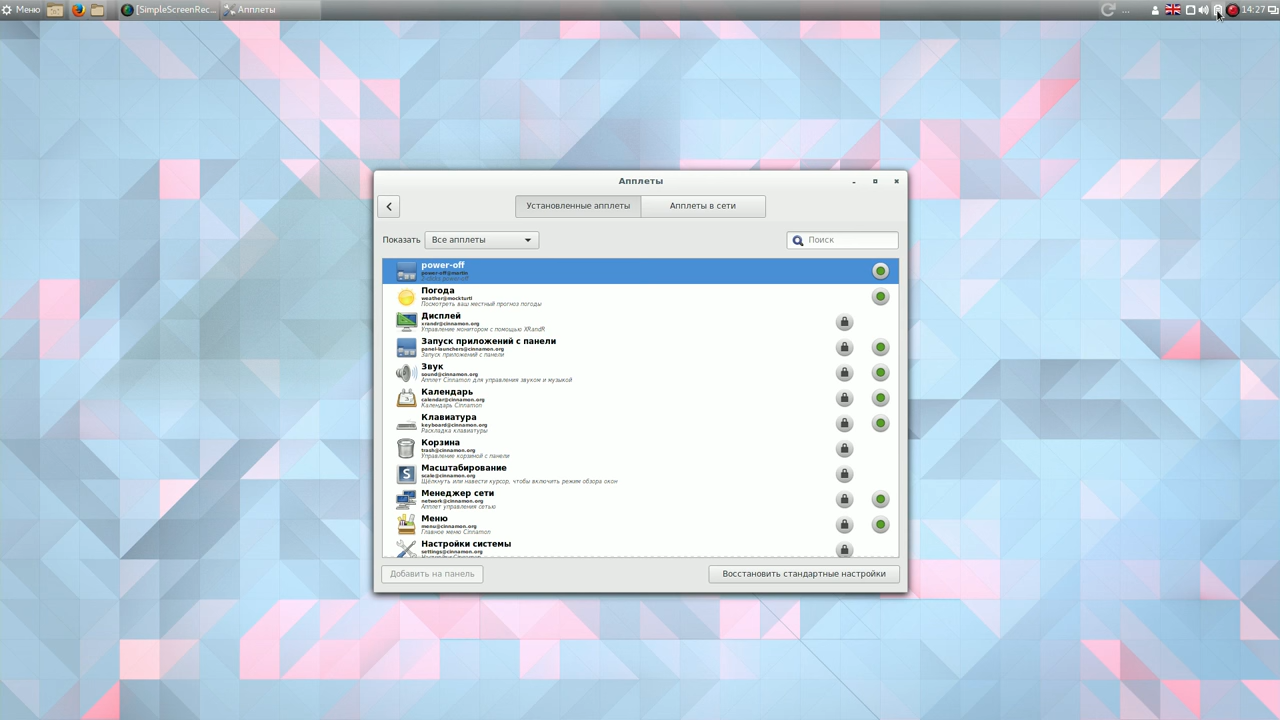 Меню
[SimpleScreenRec...
Апплеты
...
14:27
Апплеты
Установленные апплеты
Апплеты в сети
Показать
Все апплеты
Поиск
power-off
power-off@martin
Погода
weather@mockturtl
Посмотреть ваш местный прогноз погоды
Дисплей
xrandr@cinnamon.org
Управление монитором с помощью XRandR
Запуск приложений с панели
panel-launchers@cinnamon.org
Запуск приложений с панели
Звук
sound@cinnamon.org
Апплет Cinnamon для управления звуком и музыкой
Календарь
calendar@cinnamon.org
Календарь Cinnamon
Клавиатура
keyboard@cinnamon.org
Раскладка клавиатуры
Корзина
trash@cinnamon.org
Управление корзиной с панели
Масштабирование
scale@cinnamon.org
Щёлкнуть или навести курсор, чтобы включить режим обзора окон
Менеджер сети
network@cinnamon.org
Апплет управления сетью
Меню
menu@cinnamon.org
Главное меню Cinnamon
Настройки системы
settings@cinnamon.org
Добавить на панель
Восстановить стандартные настройки